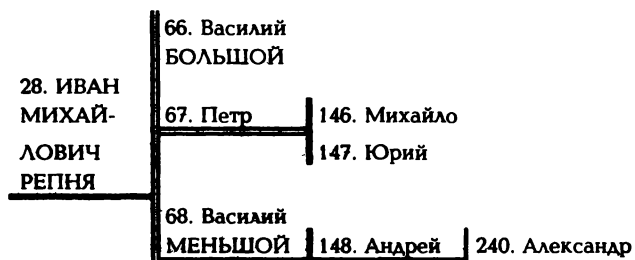 66. Василий
БОЛЬШОЙ
28. ИВАН
МИХАЙ-
ЛОВИЧ
РЕПНЯ
67. Петр
146. Михайло
147. Юрий
68. Василий
МЕНЬШОЙ
148. Андрей
240. Александр